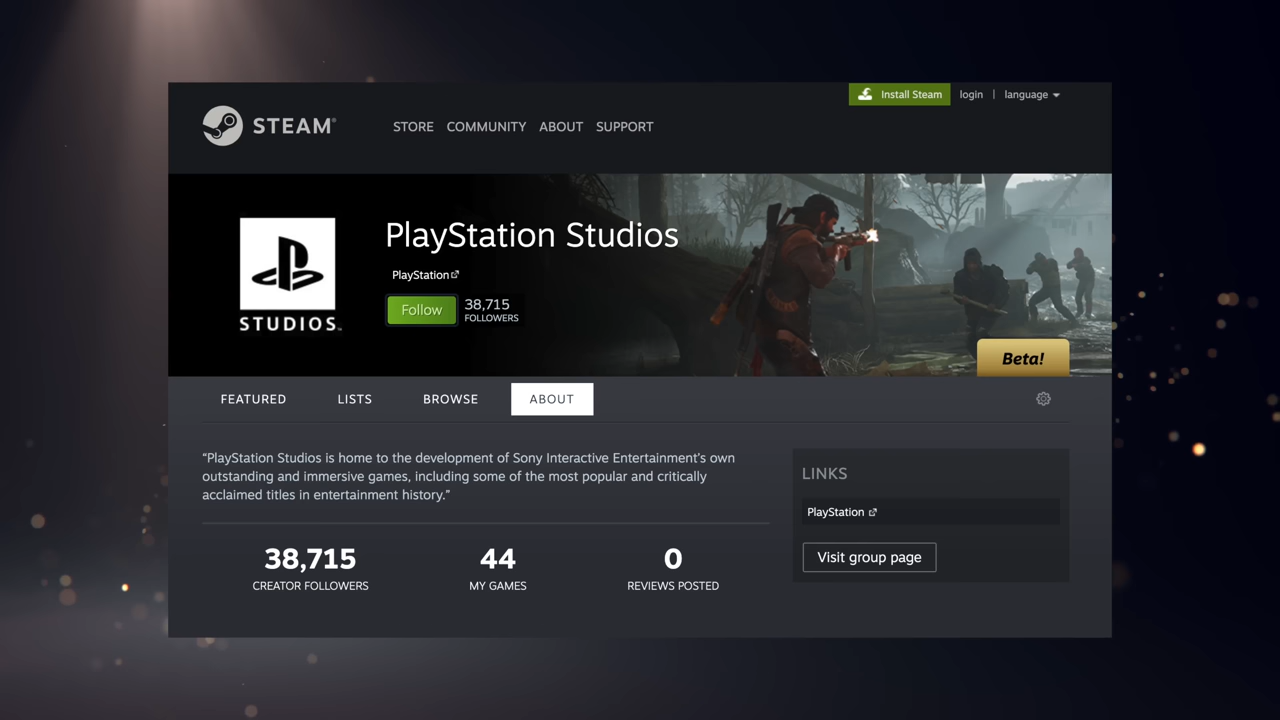 Install Steam login | language
STEAM®
STORE COMMUNITY ABOUT SUPPORT
PlayStation Studios
PlayStation
STUDIOS™
Follow 38,715
FOLLOWERS
Beta!
FEATURED LISTS BROWSE ABOUT
“PlayStation Studios is home to the development of Sony Interactive Entertainment’s own
outstanding and immersive games, including some of the most popular and critically
acclaimed titles in entertainment history.”
38,715 44 0
CREATOR FOLLOWERS MY GAMES REVIEWS POSTED
LINKS
PlayStation
Visit group page